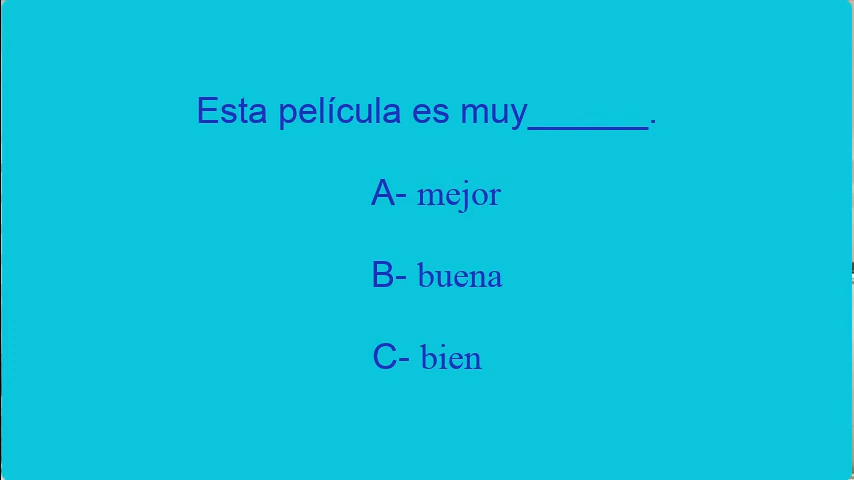 Esta película es muy______.
A- mejor
B- buena
C- bien